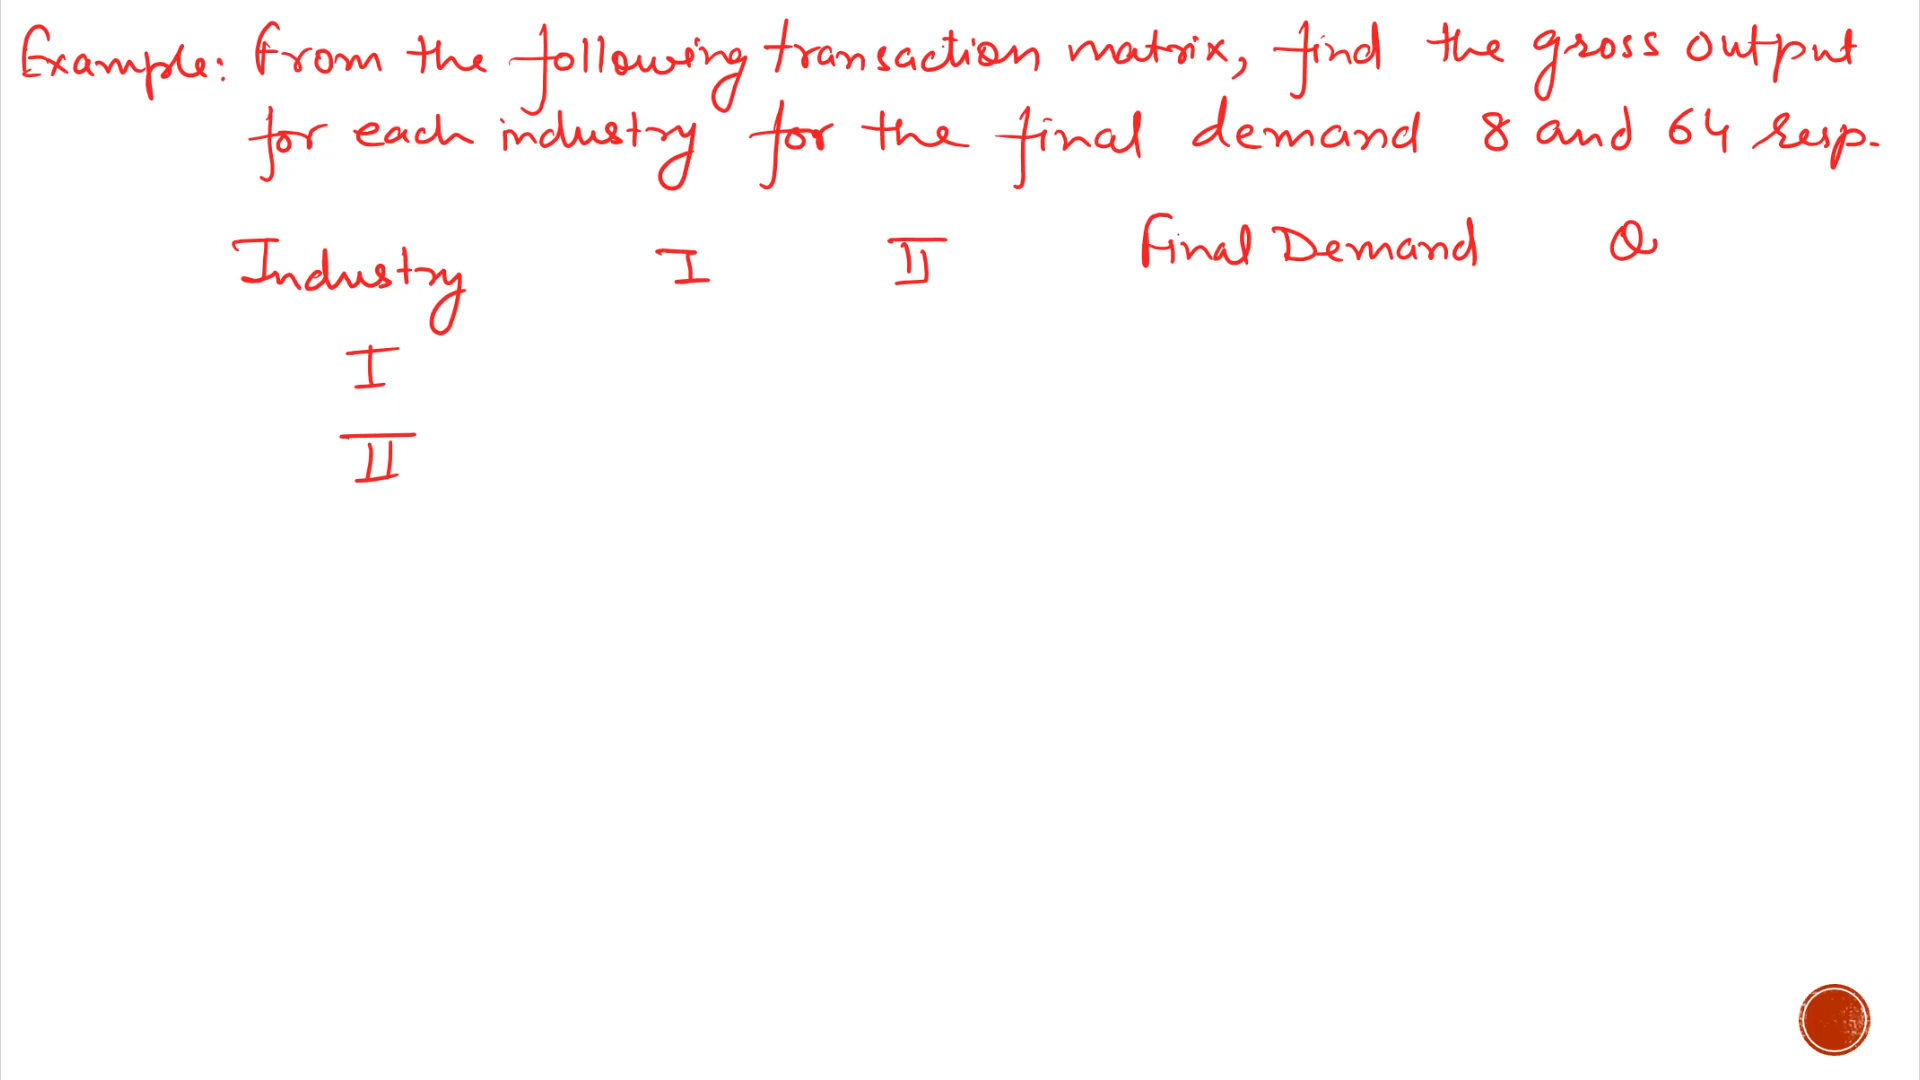 Example: From the following transaction matrix, find the gross output
for each industry for the final demand 8 and 64 resp.
Industry I II Final Demand Q
I
II